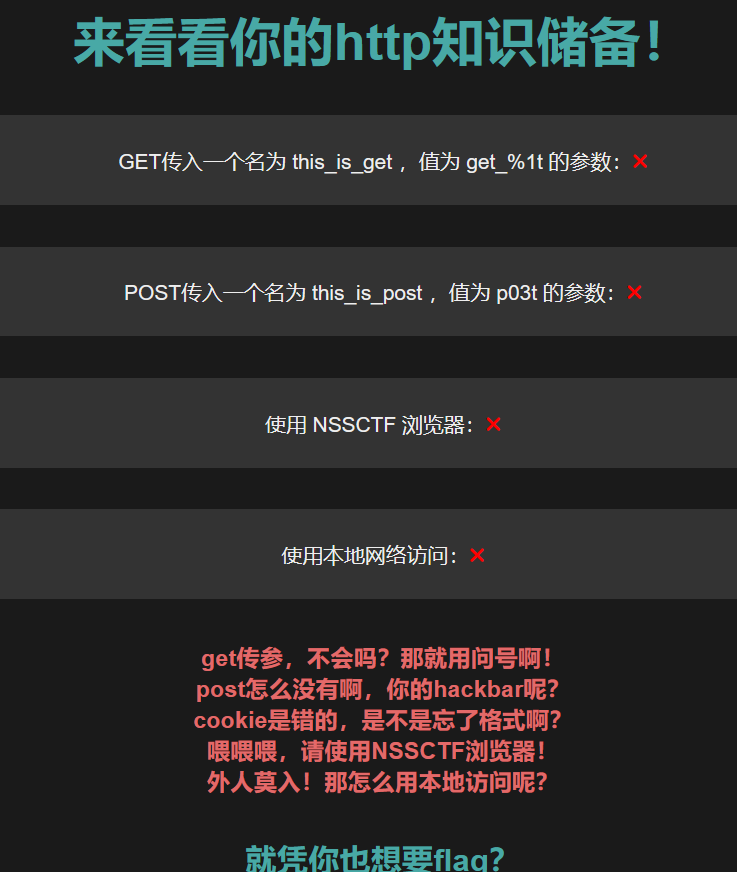 来看看你的http知识储备！
GET传入一个名为 this_is_get ，值为 get_%1t 的参数：❌
POST传入一个名为 this_is_post ，值为 p03t 的参数：❌
使用 NSSCTF 浏览器：❌
使用本地网络访问：❌
get传参，不会吗？那就用问号啊！
post怎么没有啊，你的hackbar呢？
cookie是错的，是不是忘了格式啊？
喂喂喂，请使用NSSCTF浏览器！
外人莫入！那怎么用本地访问呢？
就凭你也想要flag？